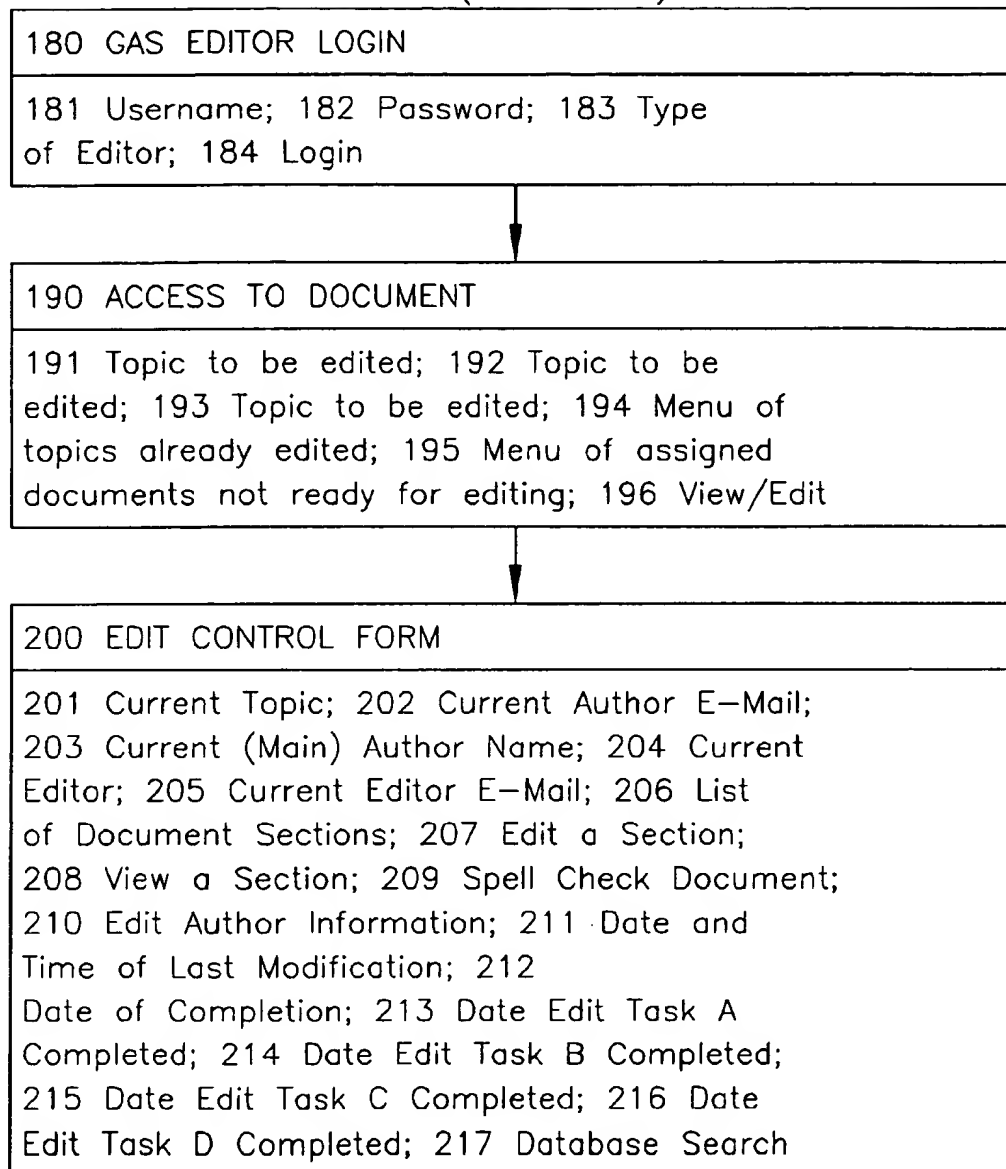 180 GAS EDITOR LOGIN
181 Username; 182 Password; 183 Type
of Editor; 184 Login
190 ACCESS TO DOCUMENT
191 Topic to be edited; 192 Topic to be
edited; 193 Topic to be edited; 194 Menu of
topics already edited; 195 Menu of assigned
documents not ready for editing; 196 View/Edit
200 EDIT CONTROL FORM
201 Current Topic; 202 Current Author E-Mail;
203 Current (Main) Author Name; 204 Current
Editor; 205 Current Editor E-Mail; 206 List
of Document Sections; 207 Edit a Section;
208 View a Section; 209 Spell Check Document;
210 Edit Author Information; 211 Date and
Time of Last Modification; 212
Date of Completion; 213 Date Edit Task A
Completed; 214 Date Edit Task B Completed;
215 Date Edit Task C Completed; 216 Date
Edit Task D Completed; 217 Database Search